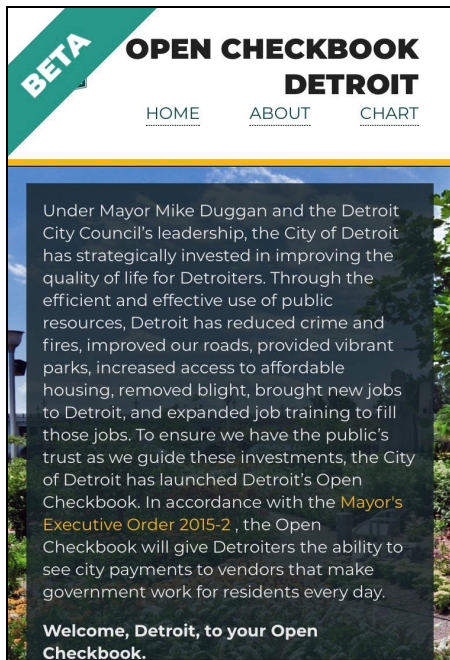 BETA
OPEN CHECKBOOK
DETROIT
HOME ABOUT CHART
Under Mayor Mike Duggan and the Detroit
City Council's leadership, the City of Detroit
has strategically invested in improving the
quality of life for Detroiters. Through the
efficient and effective use of public
resources, Detroit has reduced crime and
fires, improved our roads, provided vibrant
parks, increased access to affordable
housing, removed blight, brought new jobs
to Detroit, and expanded job training to fill
those jobs. To ensure we have the public's
trust as we guide these investments, the City
of Detroit has launched Detroit's Open
Checkbook. In accordance with the Mayor's
Executive Order 2015-2 , the Open
Checkbook will give Detroiters the ability to
see city payments to vendors that make
government work for residents every day.
Welcome, Detroit, to your Open
Checkbook.